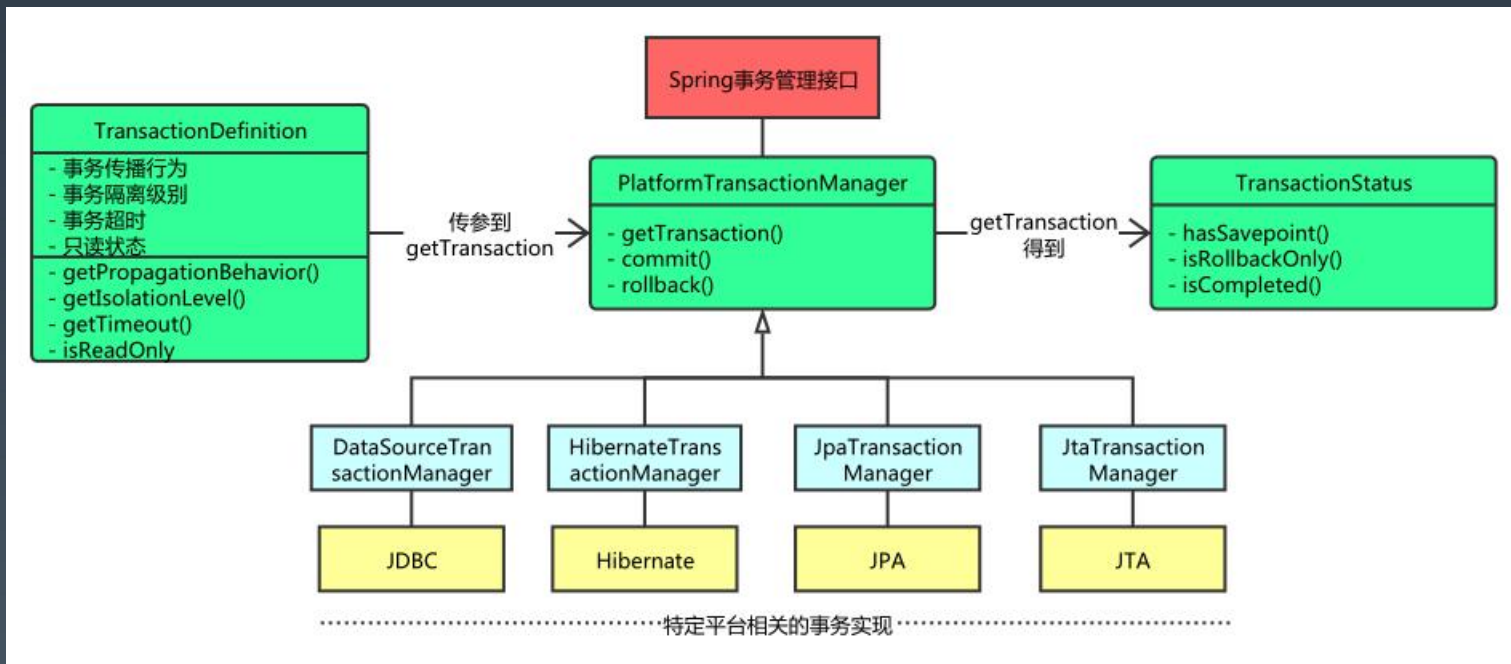 Spring事务管理接口
TransactionDefinition
- 事务传播行为
- 事务隔离级别
- 事务超时
- 只读状态
- getPropagationBehavior()
- getIsolationLevel()
- getTimeout()
- isReadOnly
传参到
getTransaction
PlatformTransactionManager
- getTransaction()
- commit()
- rollback()
getTransaction
得到
TransactionStatus
- hasSavepoint()
- isRollbackOnly()
- isCompleted()
DataSourceTran
sactionManager
HibernateTrans
actionManager
JpaTransaction
Manager
JtaTransaction
Manager
JDBC
Hibernate
JPA
JTA
特定平台相关的事务实现